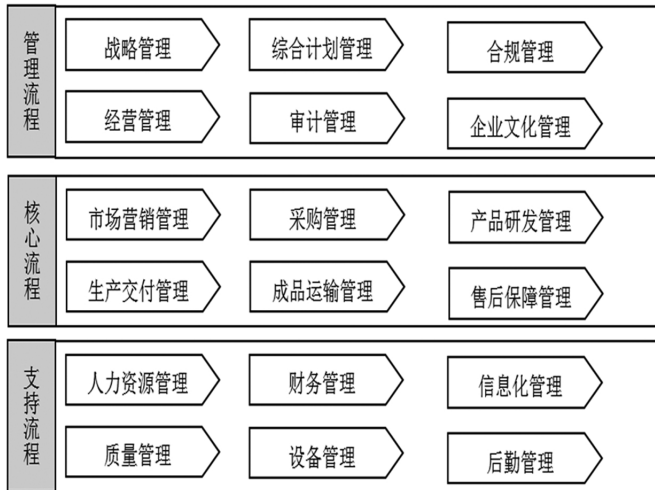 管理流程
战略管理
综合计划管理
合规管理
经营管理
审计管理
企业文化管理
核心流程
市场营销管理
采购管理
产品研发管理
生产交付管理
成品运输管理
售后保障管理
支持流程
人力资源管理
财务管理
信息化管理
质量管理
设备管理
后勤管理